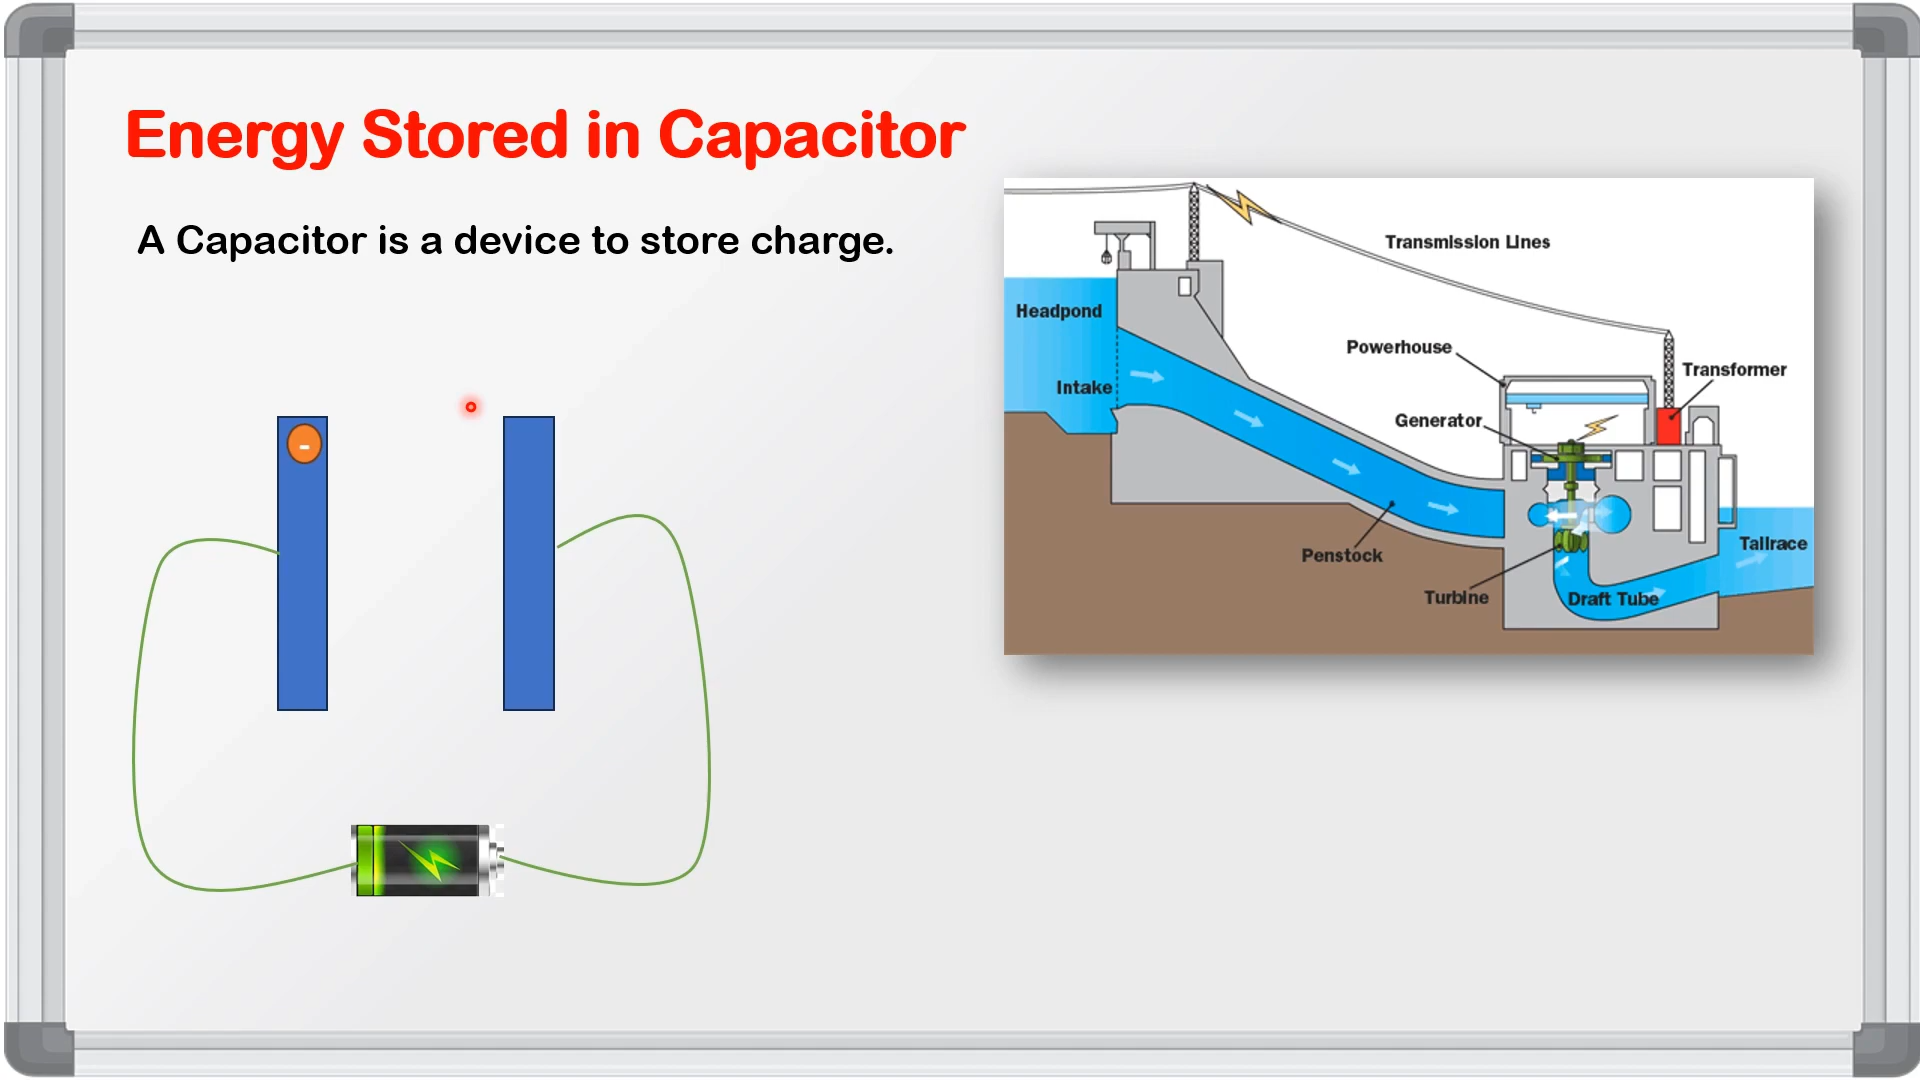 Energy Stored in Capacitor
A Capacitor is a device to store charge.
Transmission Lines
Headpond
Powerhouse
Transformer
Intake
Generator
-
Penstock
Tailrace
Turbine
Draft Tube